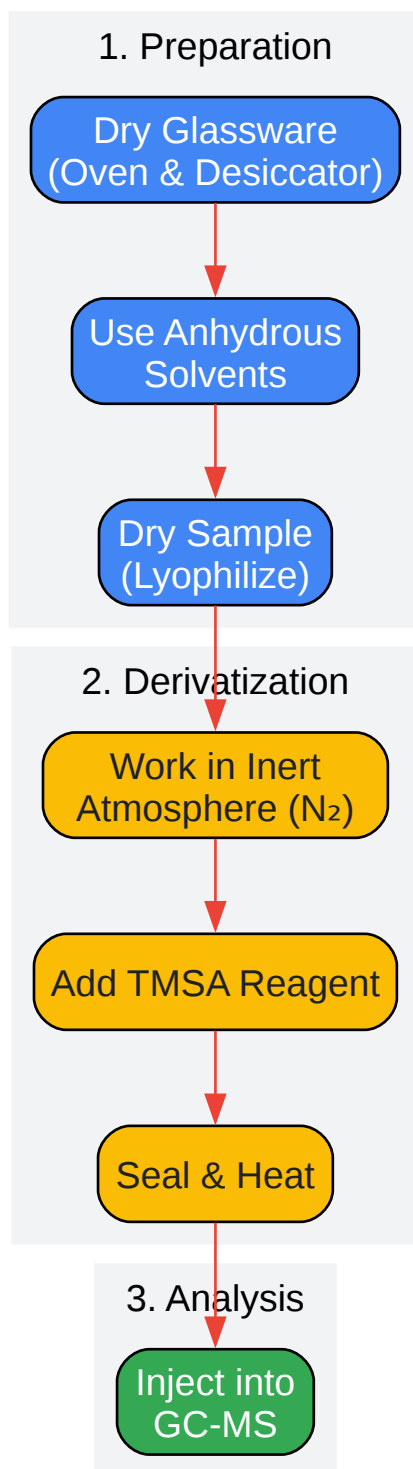 1. Preparation
Dry Glassware
(Oven & Desiccator)
Use Anhydrous
Solvents
Dry Sample
(Lyophilize)
2. Derivatization
Work in Inert
Atmosphere (N₂)
Add TMSA Reagent
Seal & Heat
3. Analysis
Inject into
GC-MS